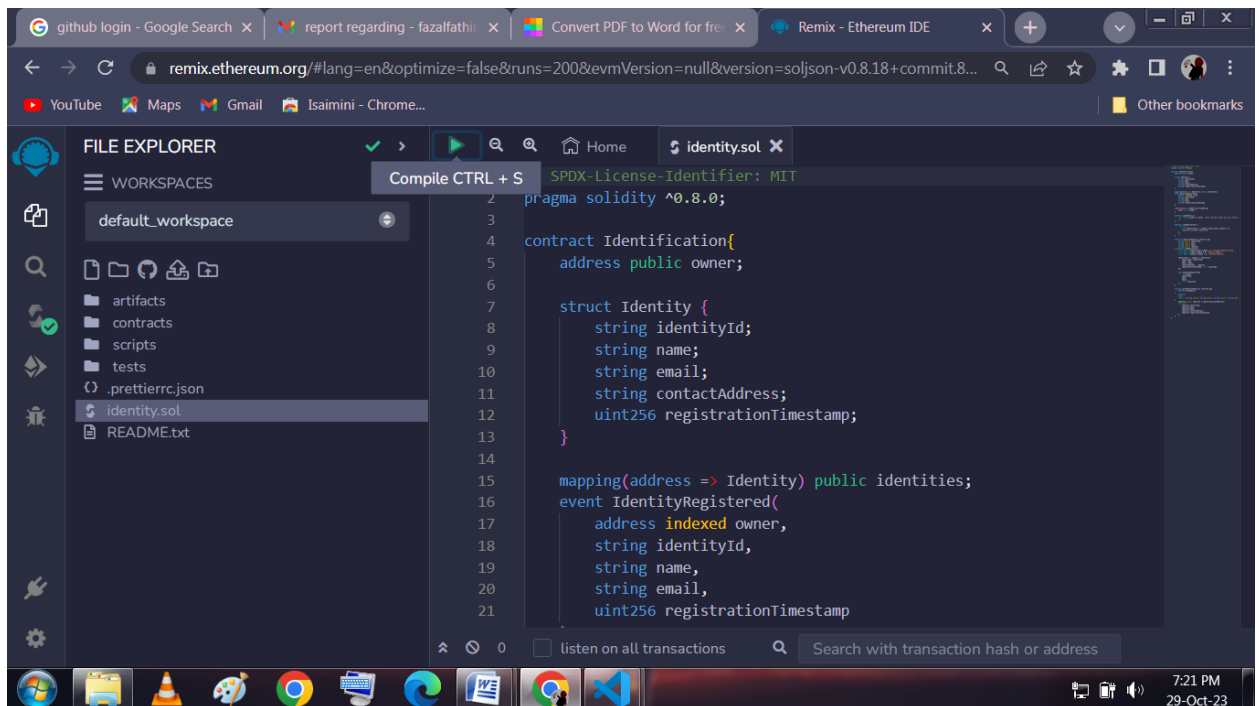 github login - Google Search
report regarding - fazalfathim
Convert PDF to Word for free
Remix - Ethereum IDE
remix.ethereum.org/#lang=en&optimize=false&runs=200&evmVersion=null&version=soljson-v0.8.18+commit.8...
YouTube Maps Gmail Isaimini - Chrome... Other bookmarks
FILE EXPLORER
WORKSPACES
default_workspace
artifacts
contracts
scripts
tests
.prettierrc.json
identity.sol
README.txt
Home identity.sol
Compile CTRL + S
SPDX-License-Identifier: MIT
2 pragma solidity ^0.8.0;
3
4 contract Identification{
5 address public owner;
6
7 struct Identity {
8 string identityId;
9 string name;
10 string email;
11 string contactAddress;
12 uint256 registrationTimestamp;
13 }
14
15 mapping(address => Identity) public identities;
16 event IdentityRegistered(
17 address indexed owner,
18 string identityId,
19 string name,
20 string email,
21 uint256 registrationTimestamp
0 listen on all transactions Search with transaction hash or address
7:21 PM
29-Oct-23